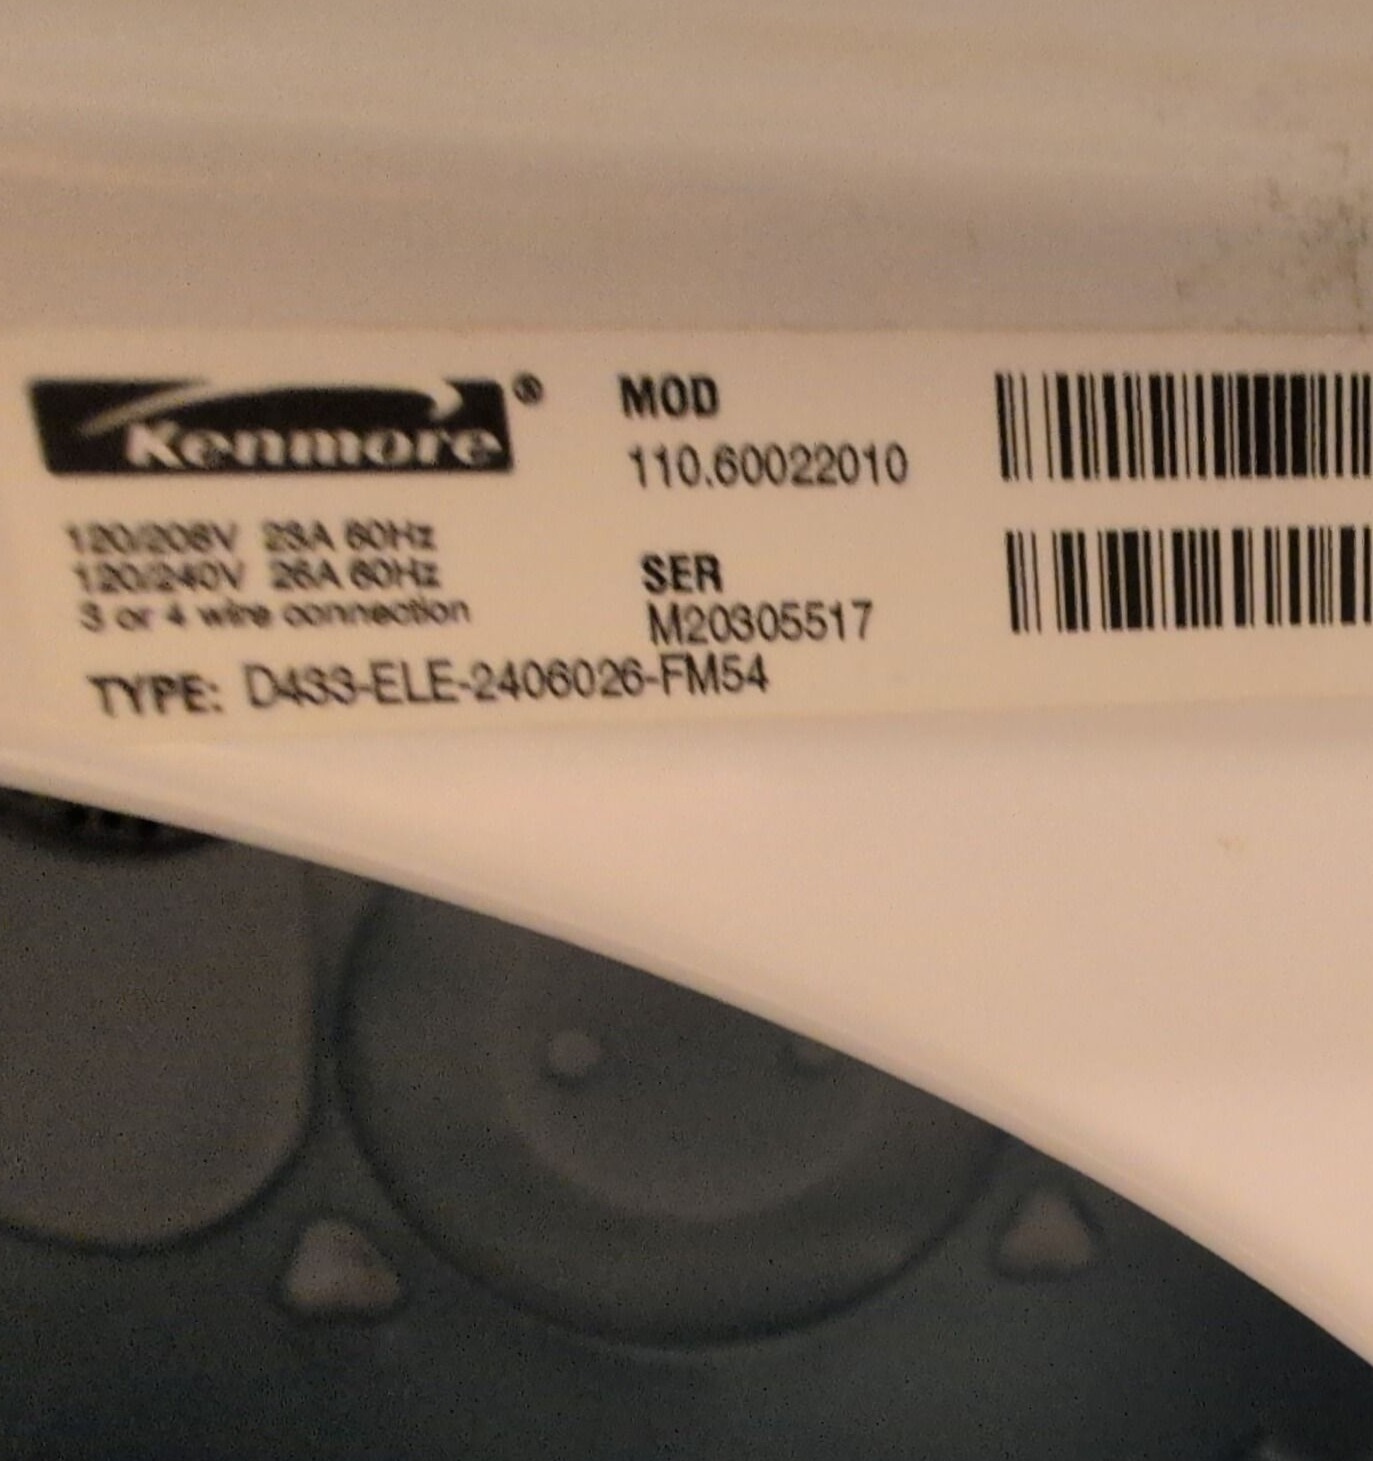 Kenmore®
MOD
110.60022010
120/208V 23A 60Hz
120/240V 26A 60Hz
3 or 4 wire connection
SER
M20305517
TYPE: D433-ELE-2406026-FM54